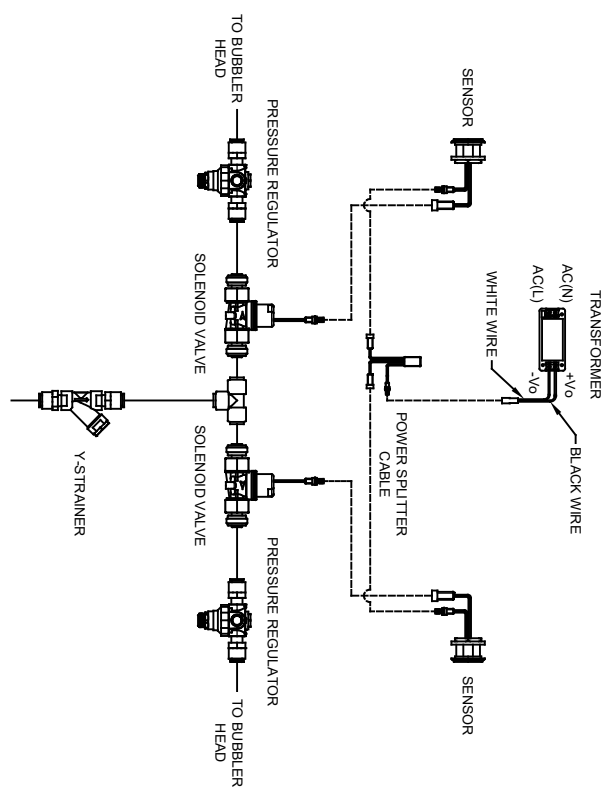 TRANSFORMER
BLACK WIRE
AC(N)
+Vo
AC(L)
-Vo
WHITE WIRE
SENSOR
SENSOR
POWER SPLITTER
CABLE
PRESSURE REGULATOR
PRESSURE REGULATOR
TO BUBBLER
HEAD
TO BUBBLER
HEAD
SOLENOID VALVE
SOLENOID VALVE
Y-STRAINER